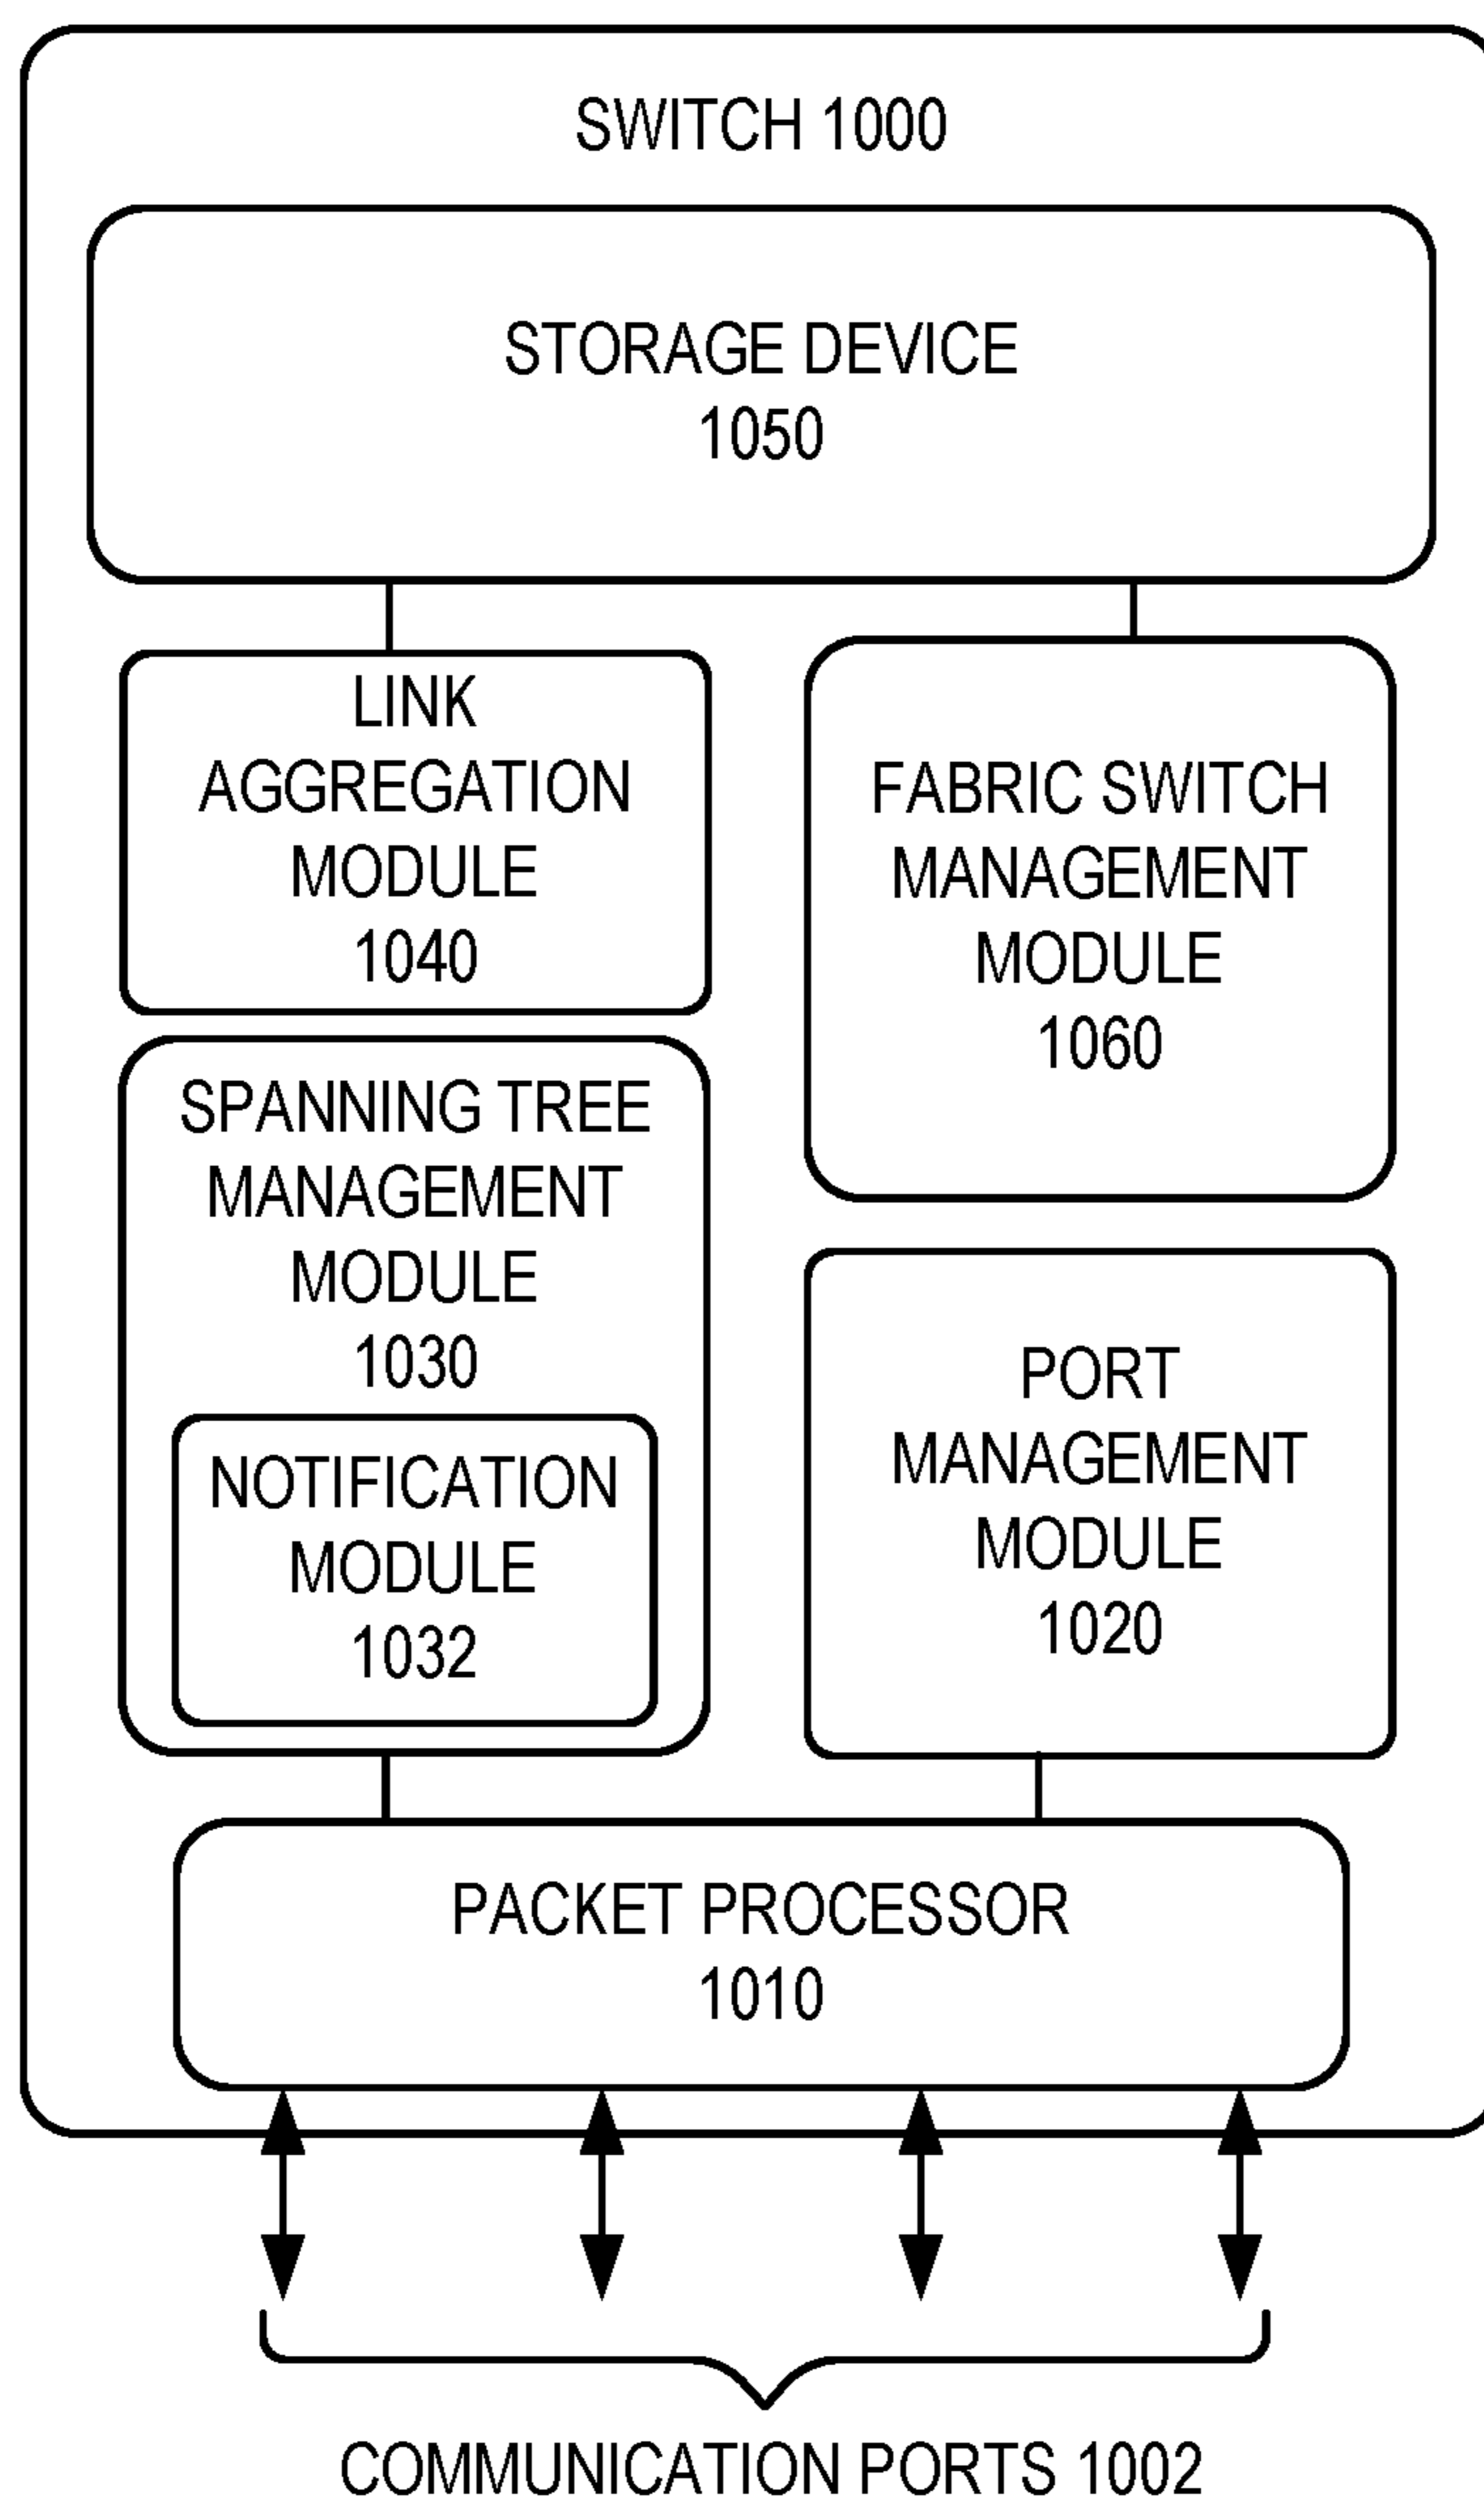 SWITCH 1000
STORAGE DEVICE
1050
LINK
AGGREGATION
MODULE
1040
FABRIC SWITCH
MANAGEMENT
MODULE
1060
SPANNING TREE
MANAGEMENT
MODULE
1030
NOTIFICATION
MODULE
1032
PORT
MANAGEMENT
MODULE
1020
PACKET PROCESSOR
1010
COMMUNICATION PORTS 1002